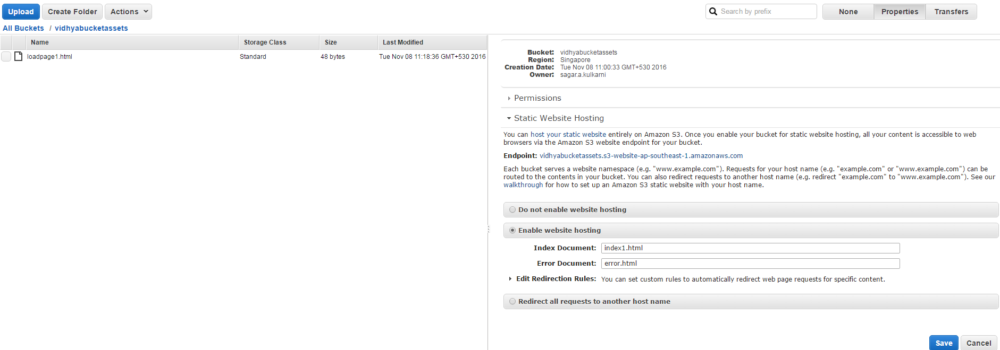 Upload Create Folder Actions Search by prefix None Properties Transfers
All Buckets / vidhyabucketassets
Name Storage Class Size Last Modified
loadpage1.html Standard 48 bytes Tue Nov 08 11:18:36 GMT+530 2016
Bucket: vidhyabucketassets
Region: Singapore
Creation Date: Tue Nov 08 11:00:33 GMT+530 2016
Owner: sagar.a.kulkarni
Permissions
Static Website Hosting
You can host your static website entirely on Amazon S3. Once you enable your bucket for static website hosting, all your content is accessible to web
browsers via the Amazon S3 website endpoint for your bucket.
Endpoint: vidhyabucketassets.s3-website-ap-southeast-1.amazonaws.com
Each bucket serves a website namespace (e.g. "www.example.com"). Requests for your host name (e.g. "example.com" or "www.example.com") can be
routed to the contents in your bucket. You can also redirect requests to another host name (e.g. redirect "example.com" to "www.example.com"). See our
walkthrough for how to set up an Amazon S3 static website with your host name.
Do not enable website hosting
Enable website hosting
Index Document: index1.html
Error Document: error.html
Edit Redirection Rules: You can set custom rules to automatically redirect web page requests for specific content.
Redirect all requests to another host name
Save Cancel